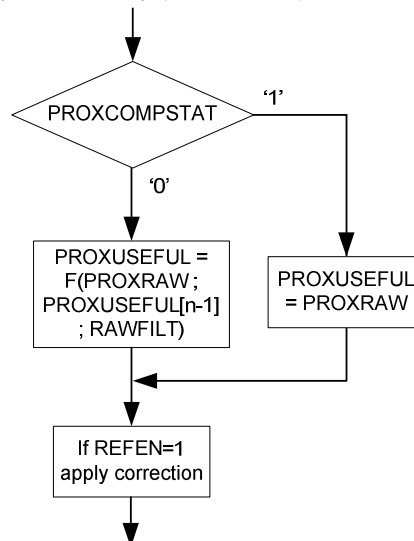 PROXCOMPSTAT
‘1’
‘0’
PROXUSEFUL =
F(PROXRAW ;
PROXUSEFUL[n-1]
; RAWFILT)
PROXUSEFUL
= PROXRAW
If REFEN=1
apply correction